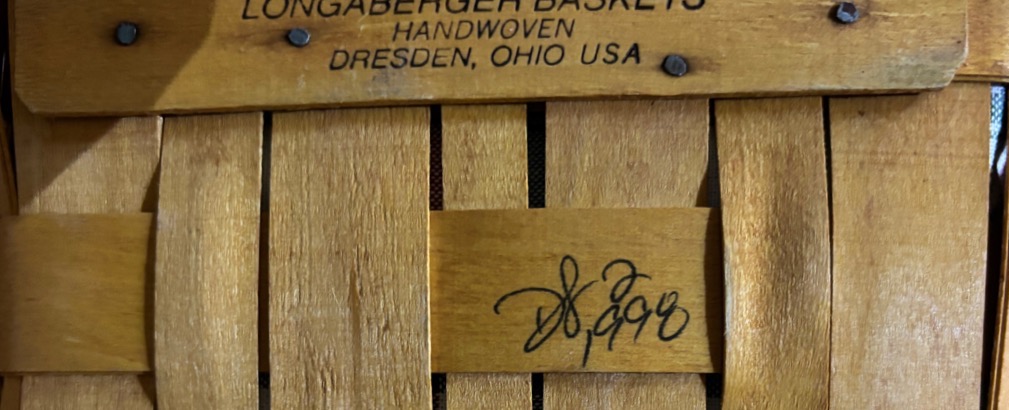 LONGABERGER BASKETS
HANDWOVEN
DRESDEN, OHIO USA